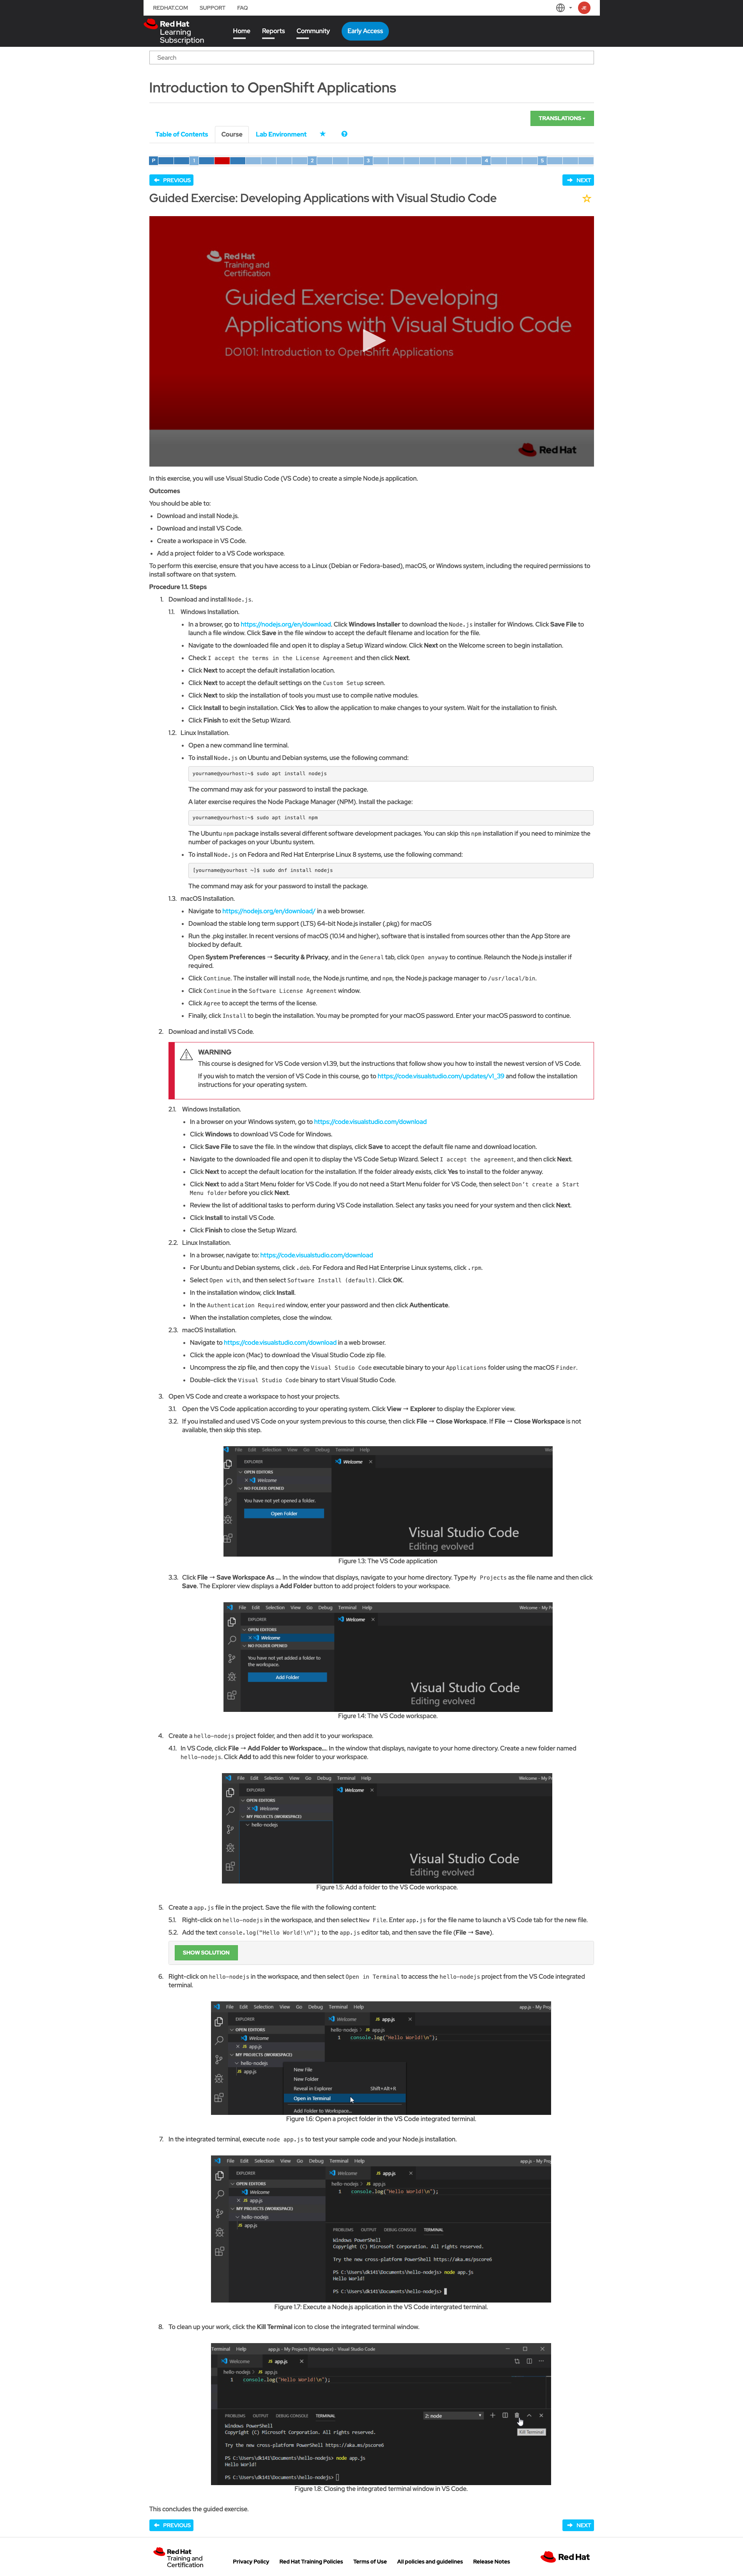 REDHAT.COM SUPPORT FAQ
JE
Red Hat
Learning
Subscription
Home Reports Community Early Access
Search
Introduction to OpenShift Applications
TRANSLATIONS
Table of Contents Course Lab Environment
P 1 2 3 4 5
PREVIOUS NEXT
Guided Exercise: Developing Applications with Visual Studio Code
Red Hat
Training and
Certification
Guided Exercise: Developing
Applications with Visual Studio Code
DO101: Introduction to OpenShift Applications
Red Hat
In this exercise, you will use Visual Studio Code (VS Code) to create a simple Node.js application.
Outcomes
You should be able to:
• Download and install Node.js.
• Download and install VS Code.
• Create a workspace in VS Code.
• Add a project folder to a VS Code workspace.
To perform this exercise, ensure that you have access to a Linux (Debian or Fedora-based), macOS, or Windows system, including the required permissions to
install software on that system.
Procedure 1.1. Steps
1. Download and install Node.js.
1.1. Windows Installation.
• In a browser, go to https://nodejs.org/en/download. Click Windows Installer to download the Node.js installer for Windows. Click Save File to
launch a file window. Click Save in the file window to accept the default filename and location for the file.
• Navigate to the downloaded file and open it to display a Setup Wizard window. Click Next on the Welcome screen to begin installation.
• Check I accept the terms in the License Agreement and then click Next.
• Click Next to accept the default installation location.
• Click Next to accept the default settings on the Custom Setup screen.
• Click Next to skip the installation of tools you must use to compile native modules.
• Click Install to begin installation. Click Yes to allow the application to make changes to your system. Wait for the installation to finish.
• Click Finish to exit the Setup Wizard.
1.2. Linux Installation.
• Open a new command line terminal.
• To install Node.js on Ubuntu and Debian systems, use the following command:
yourname@yourhost:~$ sudo apt install nodejs
The command may ask for your password to install the package.
A later exercise requires the Node Package Manager (NPM). Install the package:
yourname@yourhost:~$ sudo apt install npm
The Ubuntu npm package installs several different software development packages. You can skip this npm installation if you need to minimize the
number of packages on your Ubuntu system.
• To install Node.js on Fedora and Red Hat Enterprise Linux 8 systems, use the following command:
[yourname@yourhost ~]$ sudo dnf install nodejs
The command may ask for your password to install the package.
1.3. macOS Installation.
• Navigate to https://nodejs.org/en/download/ in a web browser.
• Download the stable long term support (LTS) 64-bit Node.js installer (.pkg) for macOS
• Run the .pkg installer. In recent versions of macOS (10.14 and higher), software that is installed from sources other than the App Store are
blocked by default.
Open System Preferences → Security & Privacy, and in the General tab, click Open anyway to continue. Relaunch the Node.js installer if
required.
• Click Continue. The installer will install node, the Node.js runtime, and npm, the Node.js package manager to /usr/local/bin.
• Click Continue in the Software License Agreement window.
• Click Agree to accept the terms of the license.
• Finally, click Install to begin the installation. You may be prompted for your macOS password. Enter your macOS password to continue.
2. Download and install VS Code.
WARNING
This course is designed for VS Code version v1.39, but the instructions that follow show you how to install the newest version of VS Code.
If you wish to match the version of VS Code in this course, go to https://code.visualstudio.com/updates/v1_39 and follow the installation
instructions for your operating system.
2.1. Windows Installation.
• In a browser on your Windows system, go to https://code.visualstudio.com/download
• Click Windows to download VS Code for Windows.
• Click Save File to save the file. In the window that displays, click Save to accept the default file name and download location.
• Navigate to the downloaded file and open it to display the VS Code Setup Wizard. Select I accept the agreement, and then click Next.
• Click Next to accept the default location for the installation. If the folder already exists, click Yes to install to the folder anyway.
• Click Next to add a Start Menu folder for VS Code. If you do not need a Start Menu folder for VS Code, then select Don't create a Start
Menu folder before you click Next.
• Review the list of additional tasks to perform during VS Code installation. Select any tasks you need for your system and then click Next.
• Click Install to install VS Code.
• Click Finish to close the Setup Wizard.
2.2. Linux Installation.
• In a browser, navigate to: https://code.visualstudio.com/download
• For Ubuntu and Debian systems, click .deb. For Fedora and Red Hat Enterprise Linux systems, click .rpm.
• Select Open with, and then select Software Install (default). Click OK.
• In the installation window, click Install.
• In the Authentication Required window, enter your password and then click Authenticate.
• When the installation completes, close the window.
2.3. macOS Installation.
• Navigate to https://code.visualstudio.com/download in a web browser.
• Click the apple icon (Mac) to download the Visual Studio Code zip file.
• Uncompress the zip file, and then copy the Visual Studio Code executable binary to your Applications folder using the macOS Finder.
• Double-click the Visual Studio Code binary to start Visual Studio Code.
3. Open VS Code and create a workspace to host your projects.
3.1. Open the VS Code application according to your operating system. Click View → Explorer to display the Explorer view.
3.2. If you installed and used VS Code on your system previous to this course, then click File → Close Workspace. If File → Close Workspace is not
available, then skip this step.
File Edit Selection View Go Debug Terminal Help
EXPLORER Welcome ×
OPEN EDITORS
× Welcome
NO FOLDER OPENED
You have not yet opened a folder.
Open Folder
Visual Studio Code
Editing evolved
Figure 1.3: The VS Code application
3.3. Click File → Save Workspace As .... In the window that displays, navigate to your home directory. Type My Projects as the file name and then click
Save. The Explorer view displays a Add Folder button to add project folders to your workspace.
File Edit Selection View Go Debug Terminal Help Welcome - My P
EXPLORER Welcome ×
OPEN EDITORS
× Welcome
NO FOLDER OPENED
You have not yet added a folder to
the workspace.
Add Folder
Visual Studio Code
Editing evolved
Figure 1.4: The VS Code workspace.
4. Create a hello-nodejs project folder, and then add it to your workspace.
4.1. In VS Code, click File → Add Folder to Workspace.... In the window that displays, navigate to your home directory. Create a new folder named
hello-nodejs. Click Add to add this new folder to your workspace.
File Edit Selection View Go Debug Terminal Help Welcome - My P
EXPLORER Welcome ×
OPEN EDITORS
× Welcome
MY PROJECTS (WORKSPACE)
hello-nodejs
Visual Studio Code
Editing evolved
Figure 1.5: Add a folder to the VS Code workspace.
5. Create a app.js file in the project. Save the file with the following content:
5.1. Right-click on hello-nodejs in the workspace, and then select New File. Enter app.js for the file name to launch a VS Code tab for the new file.
5.2. Add the text console.log("Hello World!\n"); to the app.js editor tab, and then save the file (File → Save).
SHOW SOLUTION
6. Right-click on hello-nodejs in the workspace, and then select Open in Terminal to access the hello-nodejs project from the VS Code integrated
terminal.
File Edit Selection View Go Debug Terminal Help app.js - My Proj
EXPLORER Welcome app.js ×
OPEN EDITORS hello-nodejs > app.js
Welcome 1 console.log("Hello World!\n");
× app.js
MY PROJECTS (WORKSPACE)
hello-nodejs
app.js
New File
New Folder
Reveal in Explorer Shift+Alt+R
Open in Terminal
Add Folder to Workspace...
Figure 1.6: Open a project folder in the VS Code integrated terminal.
7. In the integrated terminal, execute node app.js to test your sample code and your Node.js installation.
File Edit Selection View Go Debug Terminal Help app.js - My Proj
EXPLORER Welcome app.js ×
OPEN EDITORS hello-nodejs > app.js
Welcome 1 console.log("Hello World!\n");
× app.js
MY PROJECTS (WORKSPACE)
hello-nodejs
app.js
PROBLEMS OUTPUT DEBUG CONSOLE TERMINAL
Windows PowerShell
Copyright (C) Microsoft Corporation. All rights reserved.
Try the new cross-platform PowerShell https://aka.ms/pscore6
PS C:\Users\dk141\Documents\hello-nodejs> node app.js
Hello World!
PS C:\Users\dk141\Documents\hello-nodejs>
Figure 1.7: Execute a Node.js application in the VS Code intergrated terminal.
8. To clean up your work, click the Kill Terminal icon to close the integrated terminal window.
Terminal Help app.js - My Projects (Workspace) - Visual Studio Code
Welcome app.js ×
hello-nodejs > app.js
1 console.log("Hello World!\n");
PROBLEMS OUTPUT DEBUG CONSOLE TERMINAL 2: node
Kill Terminal
Windows PowerShell
Copyright (C) Microsoft Corporation. All rights reserved.
Try the new cross-platform PowerShell https://aka.ms/pscore6
PS C:\Users\dk141\Documents\hello-nodejs> node app.js
Hello World!
PS C:\Users\dk141\Documents\hello-nodejs>
Figure 1.8: Closing the integrated terminal window in VS Code.
This concludes the guided exercise.
PREVIOUS NEXT
Red Hat
Training and
Certification
Privacy Policy Red Hat Training Policies Terms of Use All policies and guidelines Release Notes
Red Hat